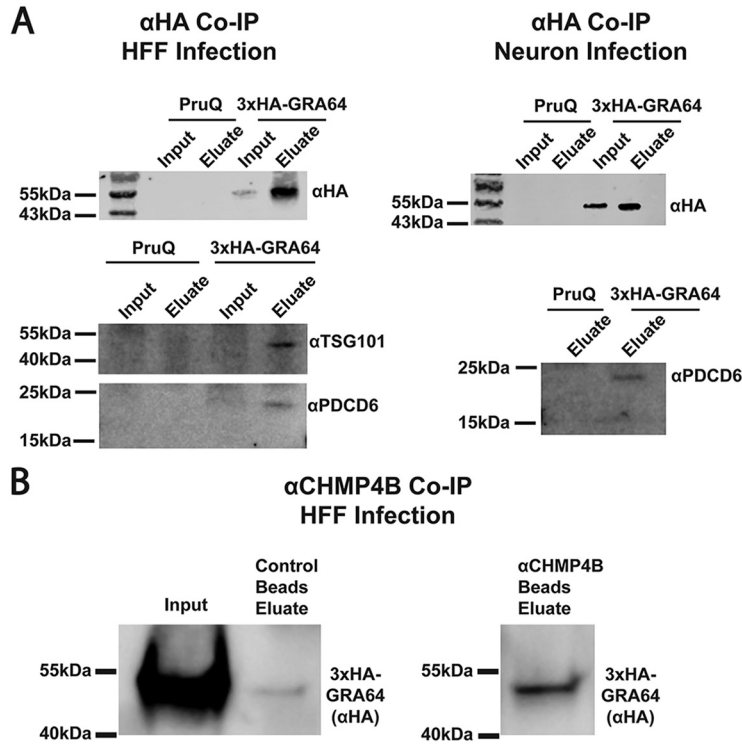 A
αHA Co-IP
HFF Infection
PruQ 3xHA-GRA64
Input Eluate Input Eluate
55kDa
43kDa
αHA
PruQ 3xHA-GRA64
Input Eluate Input Eluate
55kDa
40kDa
αTSG101
25kDa
15kDa
αPDCD6
αHA Co-IP
Neuron Infection
PruQ 3xHA-GRA64
Input Eluate Input Eluate
55kDa
43kDa
αHA
PruQ 3xHA-GRA64
Eluate Eluate
25kDa
15kDa
αPDCD6
B
αCHMP4B Co-IP
HFF Infection
Input
Control
Beads
Eluate
55kDa
40kDa
3xHA-
GRA64
(αHA)
αCHMP4B
Beads
Eluate
55kDa
40kDa
3xHA-
GRA64
(αHA)